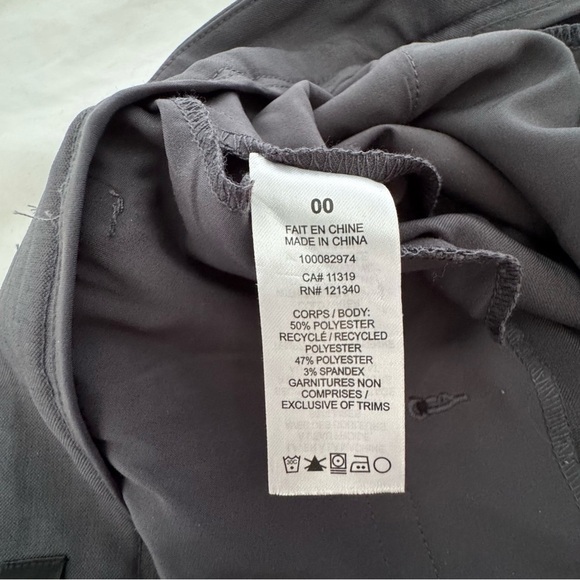 00
FAIT EN CHINE
MADE IN CHINA
100082974
CA# 11319
RN# 121340
CORPS / BODY:
50% POLYESTER
RECYCLÉ / RECYCLED
POLYESTER
47% POLYESTER
3% SPANDEX
GARNITURES NON
COMPRISES /
EXCLUSIVE OF TRIMS